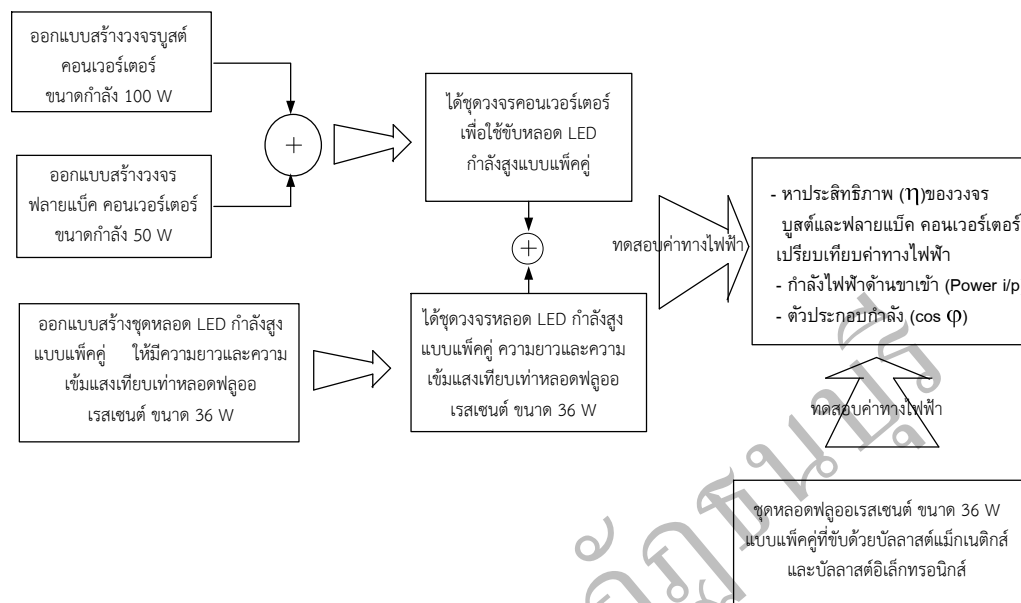 ออกแบบสร้างวงจรบูสต์
คอนเวอร์เตอร์
ขนาดกำลัง 100 W
ออกแบบสร้างวงจร
ฟลายแบ็ค คอนเวอร์เตอร์
ขนาดกำลัง 50 W
+
ได้ชุดวงจรคอนเวอร์เตอร์
เพื่อใช้ขับหลอด LED
กำลังสูงแบบแพ็คคู่
+
ออกแบบสร้างชุดหลอด LED กำลังสูง
แบบแพ็คคู่ ให้มีความยาวและความ
เข้มแสงเทียบเท่าหลอดฟลูออ
เรสเซนต์ ขนาด 36 W
ได้ชุดวงจรหลอด LED กำลังสูง
แบบแพ็คคู่ ความยาวและความ
เข้มแสงเทียบเท่าหลอดฟลูออ
เรสเซนต์ ขนาด 36 W
ทดสอบค่าทางไฟฟ้า
- หาประสิทธิภาพ (η)ของวงจร
บูสต์และฟลายแบ็ค คอนเวอร์เตอร์
เปรียบเทียบค่าทางไฟฟ้า
- กำลังไฟฟ้าด้านขาเข้า (Power i/p
- ตัวประกอบกำลัง (cos φ)
ทดสอบค่าทางไฟฟ้า
ชุดหลอดฟลูออเรสเซนต์ ขนาด 36 W
แบบแพ็คคู่ที่ขับด้วยบัลลาสต์แม็กเนติกส์
และบัลลาสต์อิเล็กทรอนิกส์